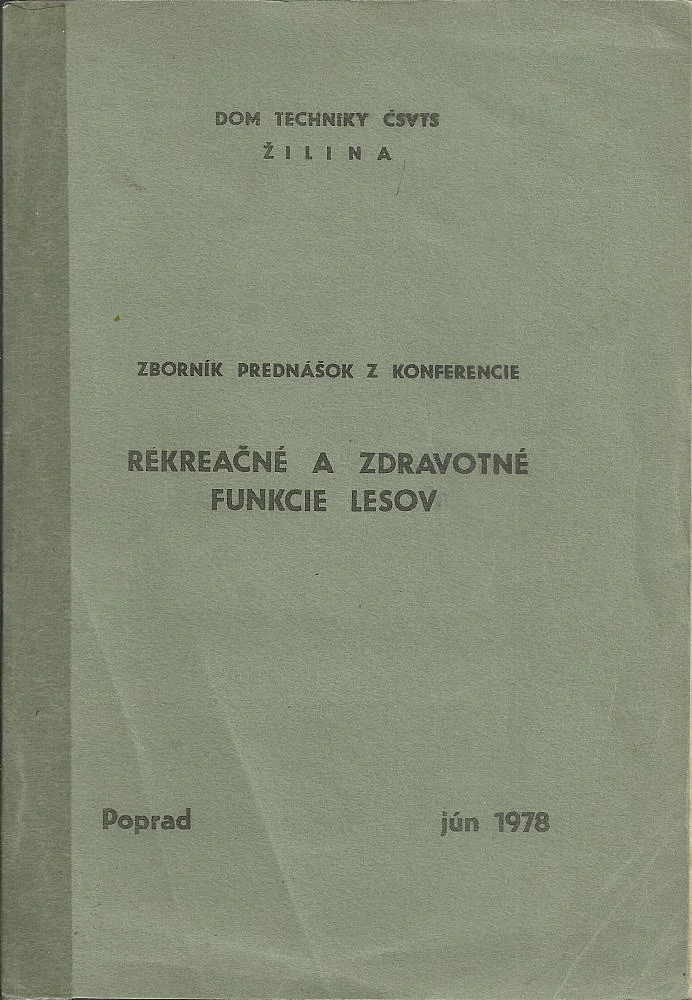 DOM TECHNIKY ČSVTS
ŽILINA
ZBORNÍK PREDNÁŠOK Z KONFERENCIE
REKREAČNÉ A ZDRAVOTNÉ
FUNKCIE LESOV
Poprad jún 1978